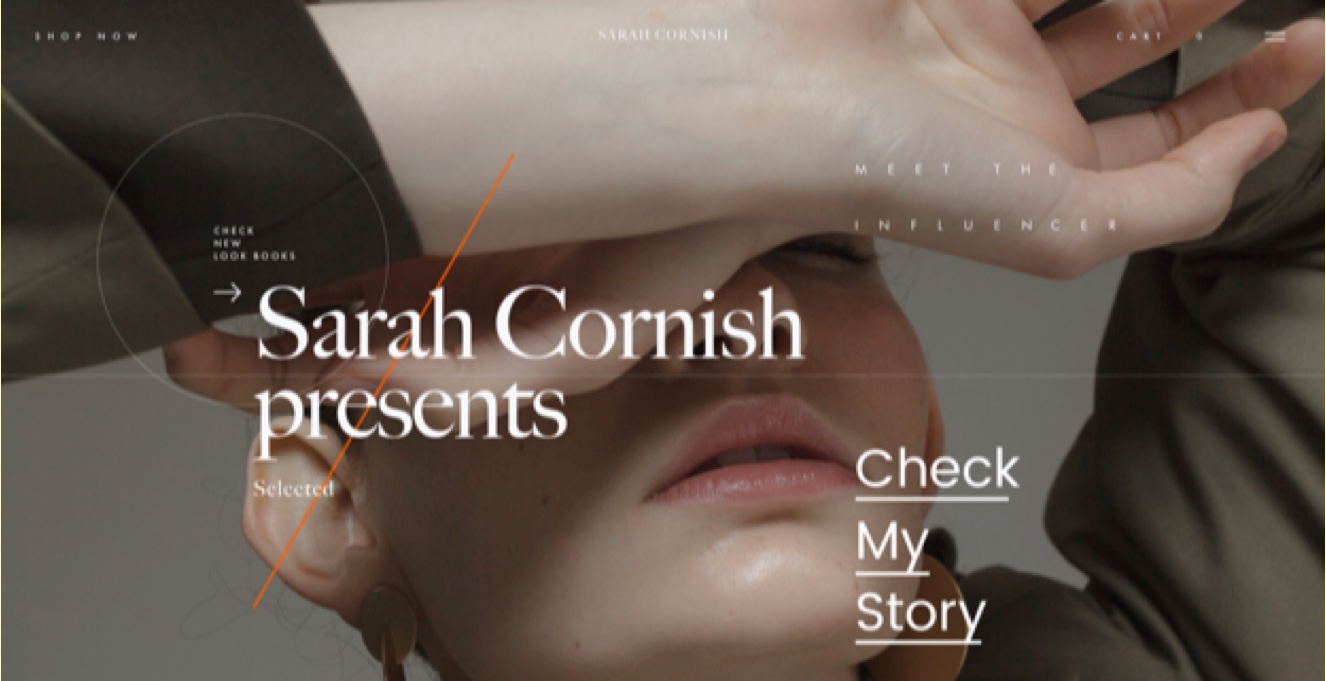 SHOP NOW
SARAH CORNISH
CART 0
MEET THE
INFLUENCER
CHECK
NEW
LOOK BOOKS
Sarah Cornish
presents
Selected
Check
My
Story